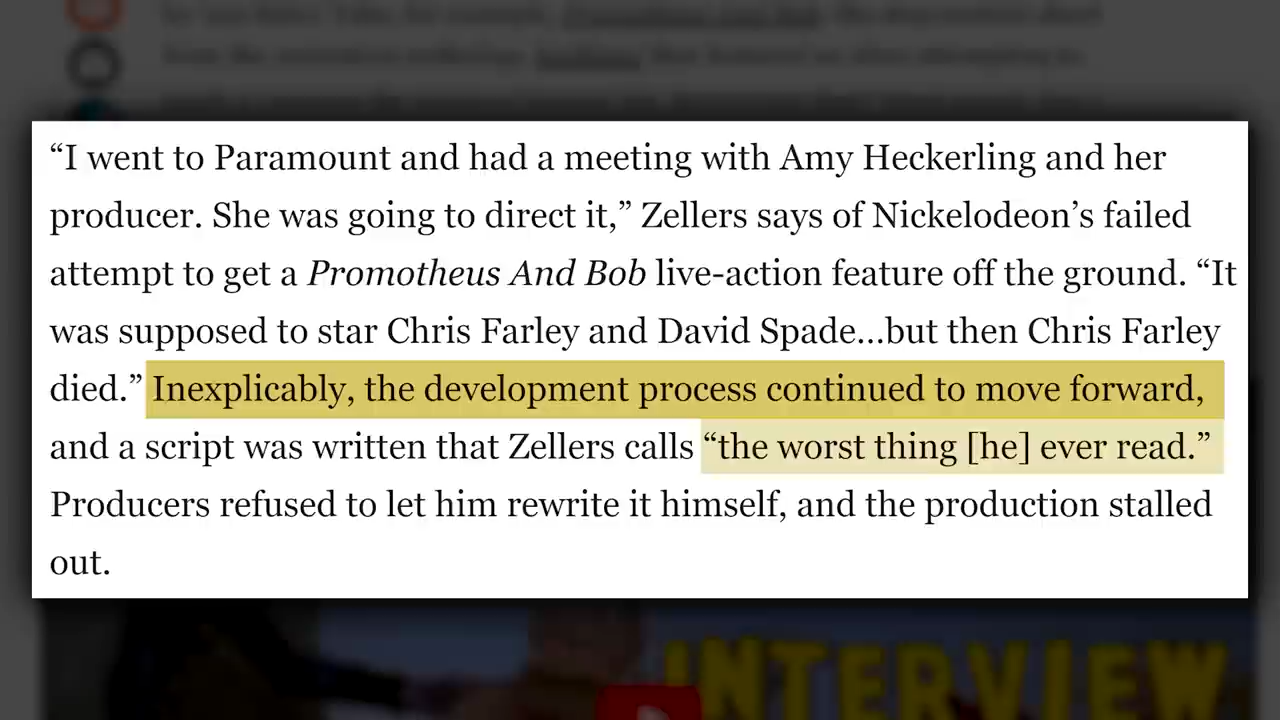 “I went to Paramount and had a meeting with Amy Heckerling and her
producer. She was going to direct it,” Zellers says of Nickelodeon’s failed
attempt to get a Promotheus And Bob live-action feature off the ground. “It
was supposed to star Chris Farley and David Spade…but then Chris Farley
died.” Inexplicably, the development process continued to move forward,
and a script was written that Zellers calls “the worst thing [he] ever read.”
Producers refused to let him rewrite it himself, and the production stalled
out.
INTERVIEW